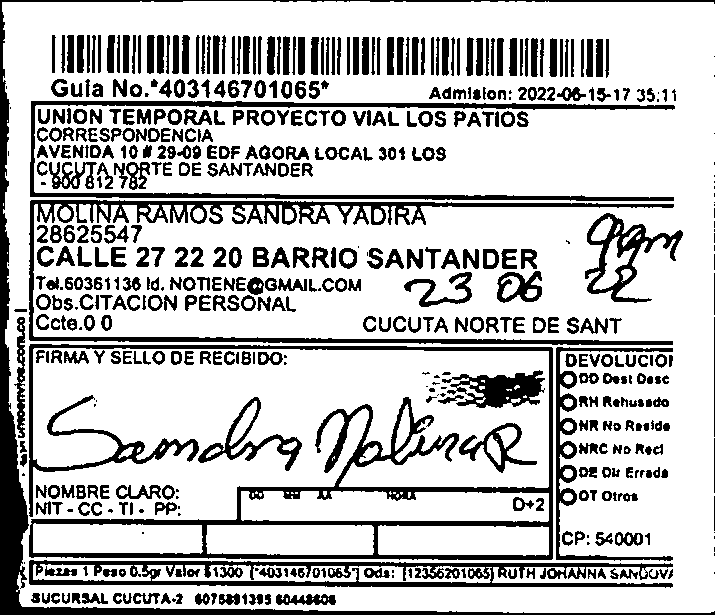 Guia No.*403146701065*
Admision: 2022-06-15-17 35:11
UNION TEMPORAL PROYECTO VIAL LOS PATIOS
CORRESPONDENCIA
AVENIDA 10 # 29-09 EDF AGORA LOCAL 301 LOS
CUCUTA NORTE DE SANTANDER
- 900 812 782
MOLINA RAMOS SANDRA YADIRA
28625547
CALLE 27 22 20 BARRIO SANTANDER
9am
Tel.60361136 Id. NOTIENE@GMAIL.COM
23 06 22
Obs.CITACION PERSONAL
Ccte.0 0
CUCUTA NORTE DE SANT
FIRMA Y SELLO DE RECIBIDO:
DEVOLUCION
DD Dest Desc
RH Rehusado
NR No Reside
NRC No Recl
DE Dir Errada
OT Otros
Sandra Molina R
NOMBRE CLARO:
NIT - CC - TI - PP:
DD MM AA HORA
D+2
CP: 540001
Piezas 1 Peso 0.5gr Valor $1300 [*403146701065*] Ods: [12356201065] RUTH JOHANNA SANDOVA
SUCURSAL CUCUTA-2 6075891395 60448606